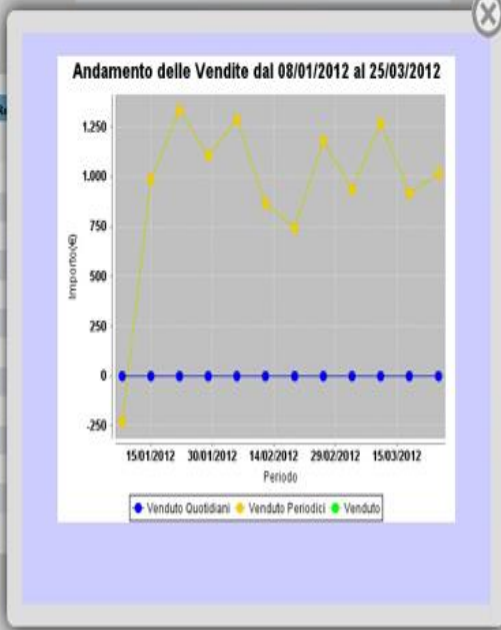 Andamento delle Vendite dal 08/01/2012 al 25/03/2012
1.250
1.000
750
500
250
0
-250
Importo(€)
15/01/2012 30/01/2012 14/02/2012 29/02/2012 15/03/2012
Periodo
Venduto Quotidiani Venduto Periodici Venduto